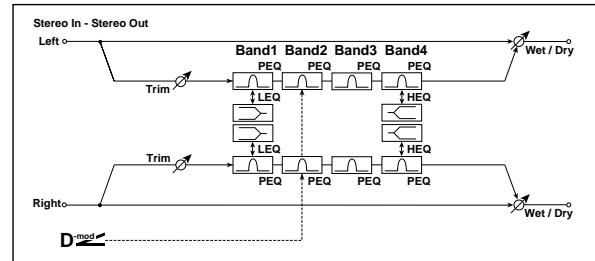 Stereo In - Stereo Out
Left
Band1 Band2 Band3 Band4
Wet / Dry
PEQ PEQ PEQ PEQ
Trim
LEQ HEQ
LEQ HEQ
Trim
PEQ PEQ PEQ PEQ
Right
Wet / Dry
D-mod